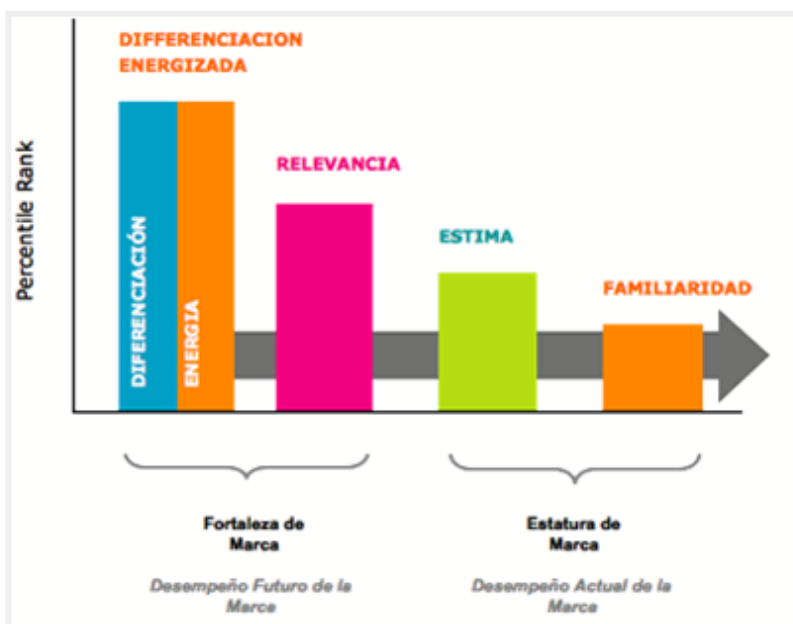 DIFFERENCIACION
ENERGIZADA
Percentile Rank
DIFERENCIACIÓN
ENERGIA
RELEVANCIA
ESTIMA
FAMILIARIDAD
Fortaleza de
Marca
Desempeño Futuro de la
Marca
Estatura de
Marca
Desempeño Actual de la
Marca